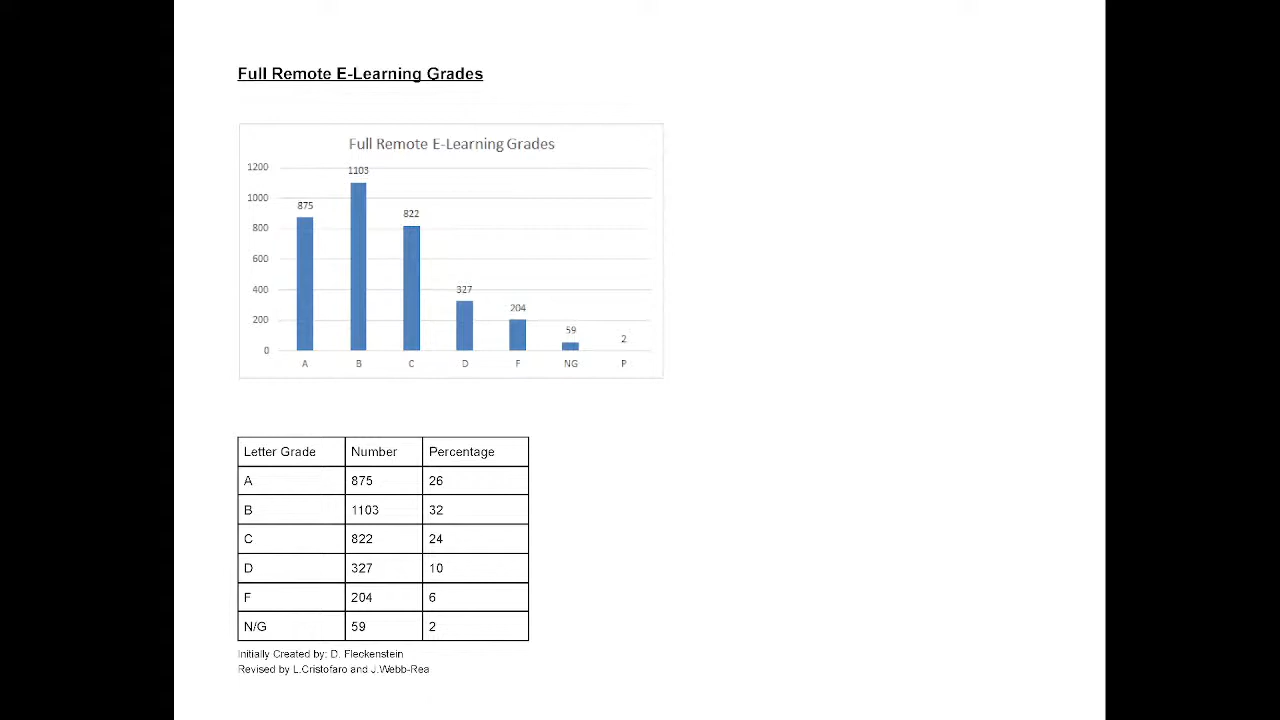 Full Remote E-Learning Grades
Full Remote E-Learning Grades
1200
1000
800
600
400
200
0
875
1103
822
327
204
59
2
A B C D F NG P
Letter Grade Number Percentage
A 875 26
B 1103 32
C 822 24
D 327 10
F 204 6
N/G 59 2
Initially Created by: D. Fleckenstein
Revised by L.Cristofaro and J.Webb-Rea